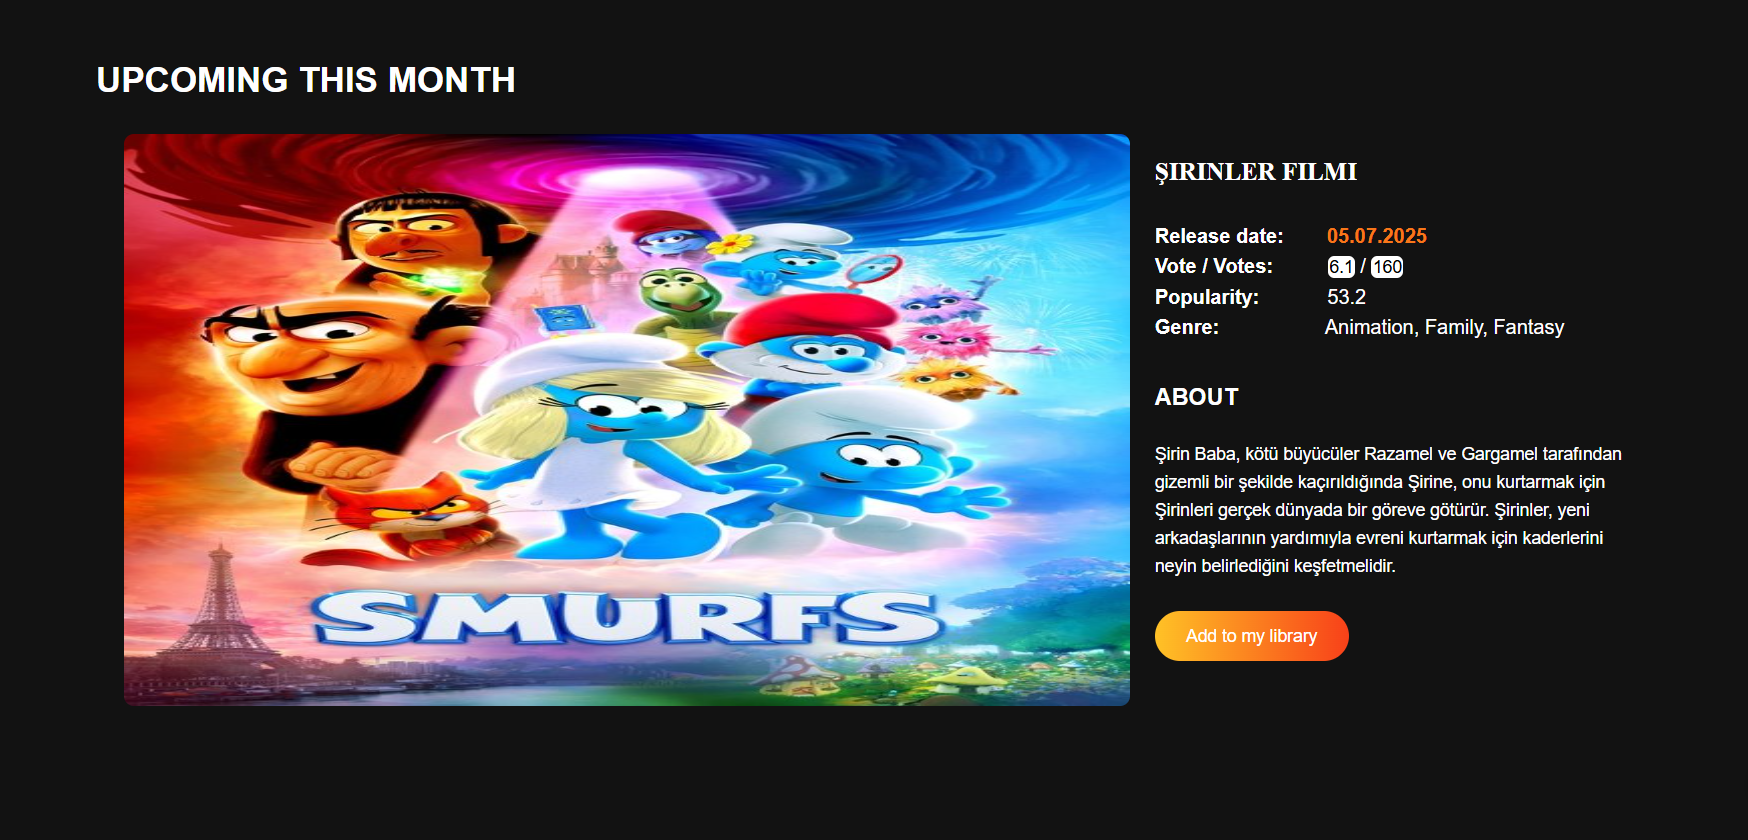 UPCOMING THIS MONTH
SMURFS
ŞIRINLER FILMI
Release date: 05.07.2025
Vote / Votes: 6.1 / 160
Popularity: 53.2
Genre: Animation, Family, Fantasy
ABOUT
Şirin Baba, kötü büyücüler Razamel ve Gargamel tarafından
gizemli bir şekilde kaçırıldığında Şirine, onu kurtarmak için
Şirinleri gerçek dünyada bir göreve götürür. Şirinler, yeni
arkadaşlarının yardımıyla evreni kurtarmak için kaderlerini
neyin belirlediğini keşfetmelidir.
Add to my library